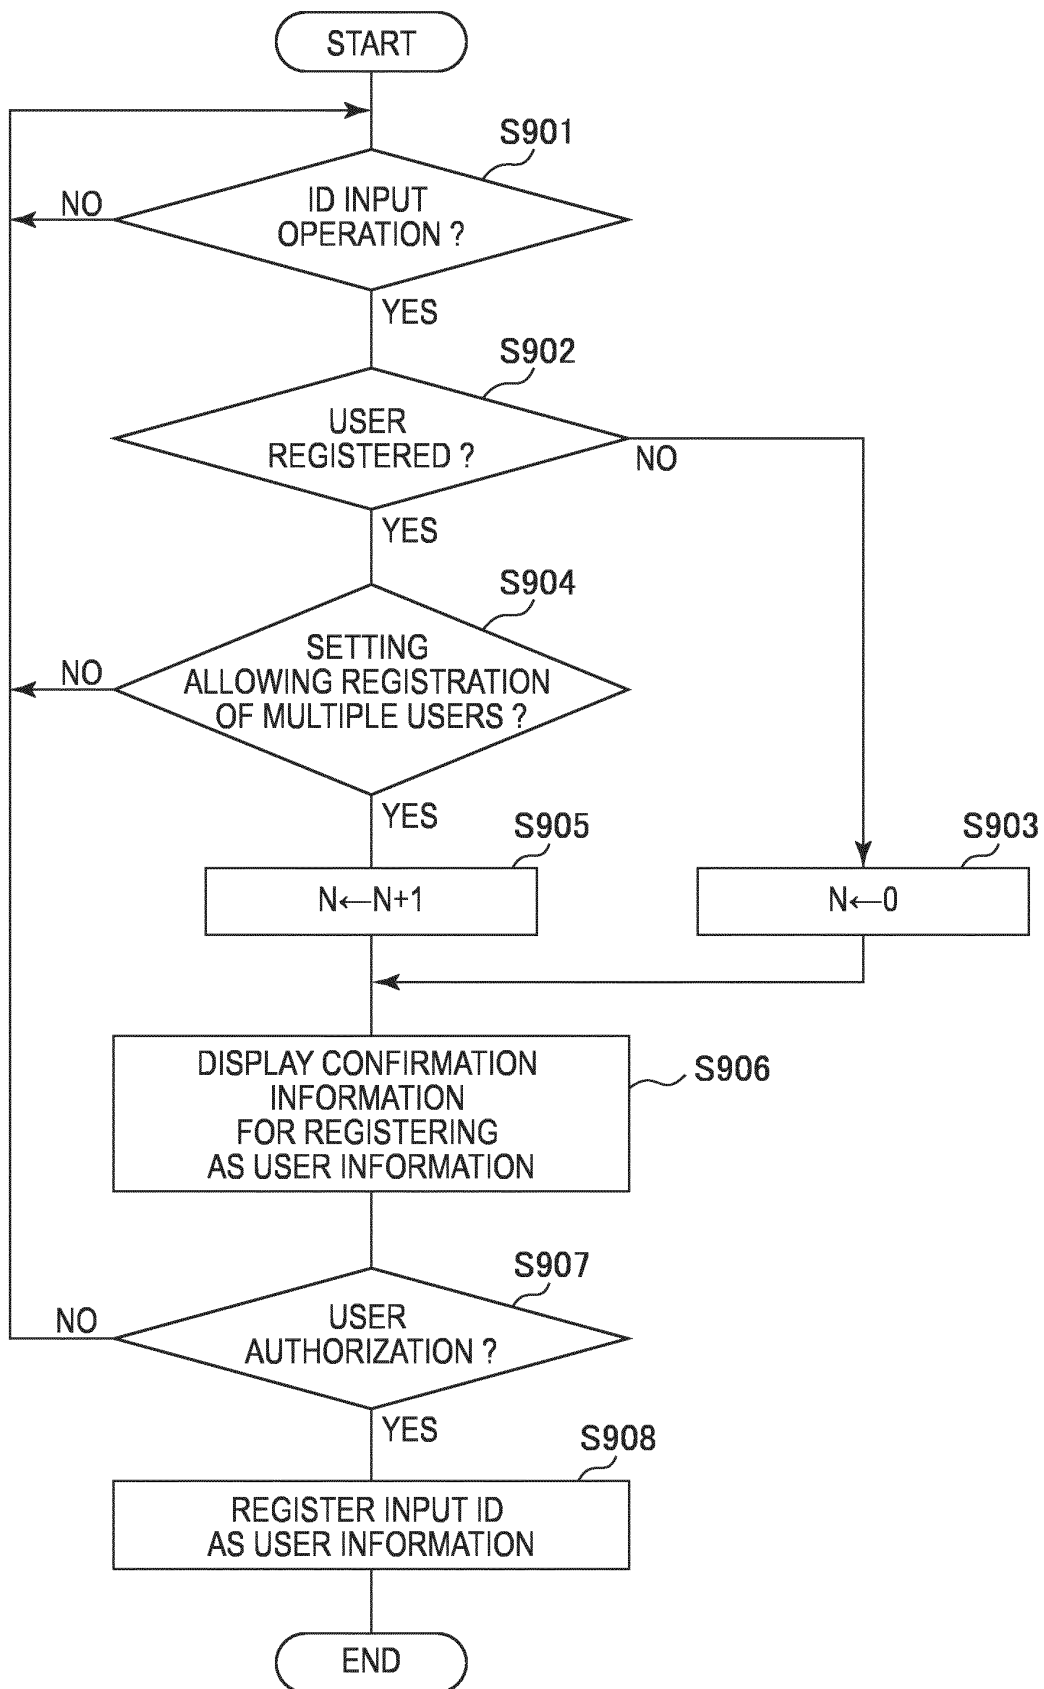 START
S901
ID INPUT
OPERATION ?
NO
YES
S902
USER
REGISTERED ?
NO
YES
S904
SETTING
ALLOWING REGISTRATION
OF MULTIPLE USERS ?
NO
YES
S905
N←N+1
S903
N←0
DISPLAY CONFIRMATION
INFORMATION
FOR REGISTERING
AS USER INFORMATION
S906
S907
USER
AUTHORIZATION ?
NO
YES
S908
REGISTER INPUT ID
AS USER INFORMATION
END